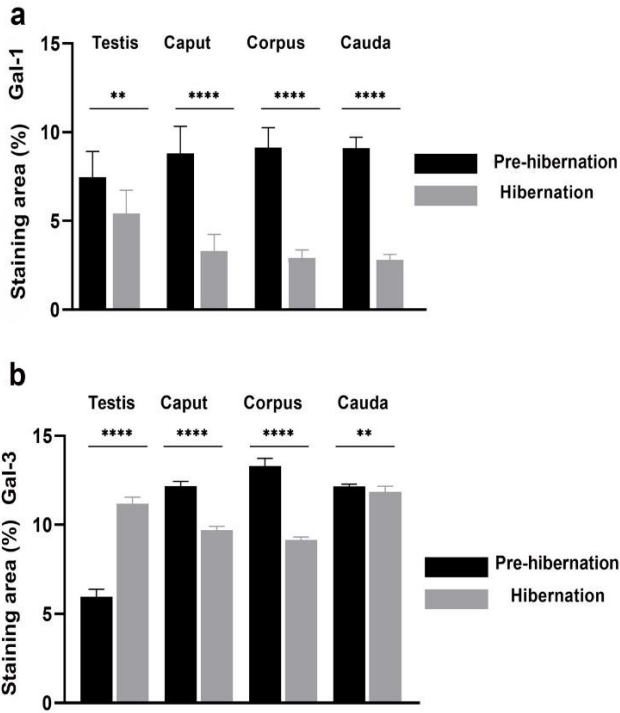 a
Testis Caput Corpus Cauda
** **** **** ****
Staining area (%) Gal-1
15
10
5
0
Pre-hibernation
Hibernation
b
Testis Caput Corpus Cauda
**** **** **** **
Staining area (%) Gal-3
15
10
5
0
Pre-hibernation
Hibernation